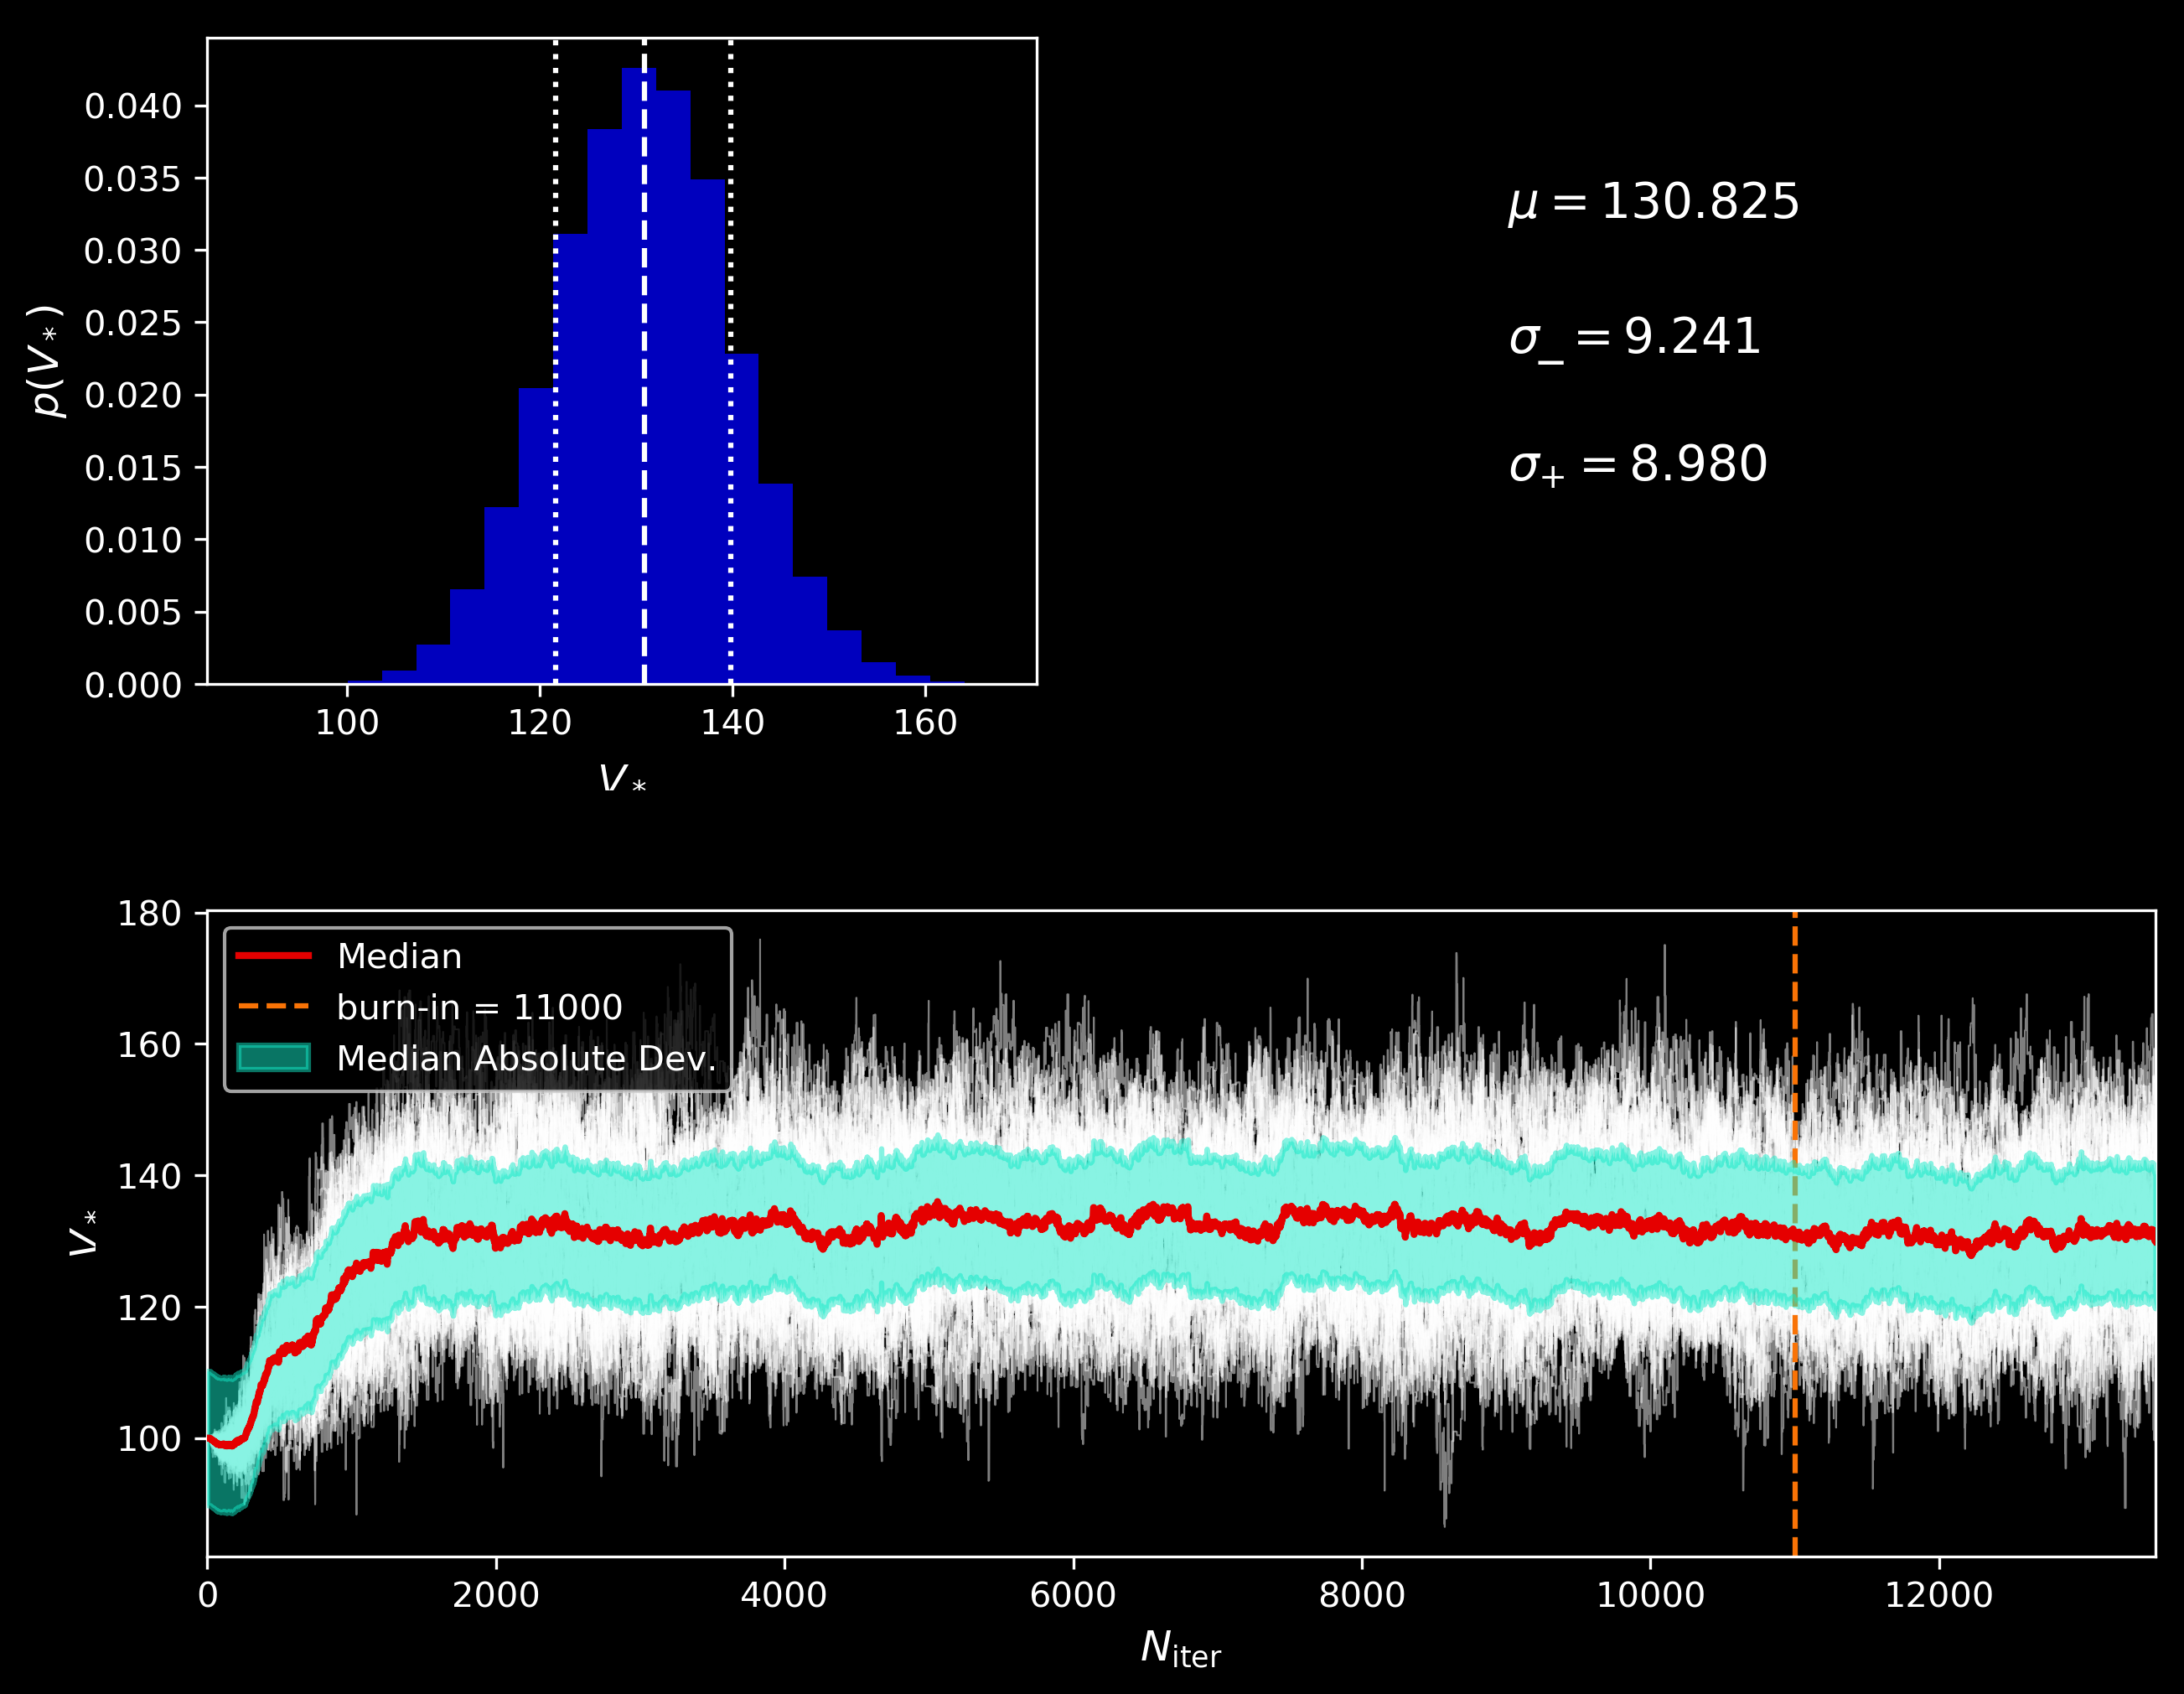 0.040
0.035
0.030
0.025
0.020
0.015
0.010
0.005
0.000
p(V*)
100 120 140 160
V*
μ = 130.825
σ_ = 9.241
σ+ = 8.980
180
160
140
120
100
V*
Median
burn-in = 11000
Median Absolute Dev.
0 2000 4000 6000 8000 10000 12000
Niter